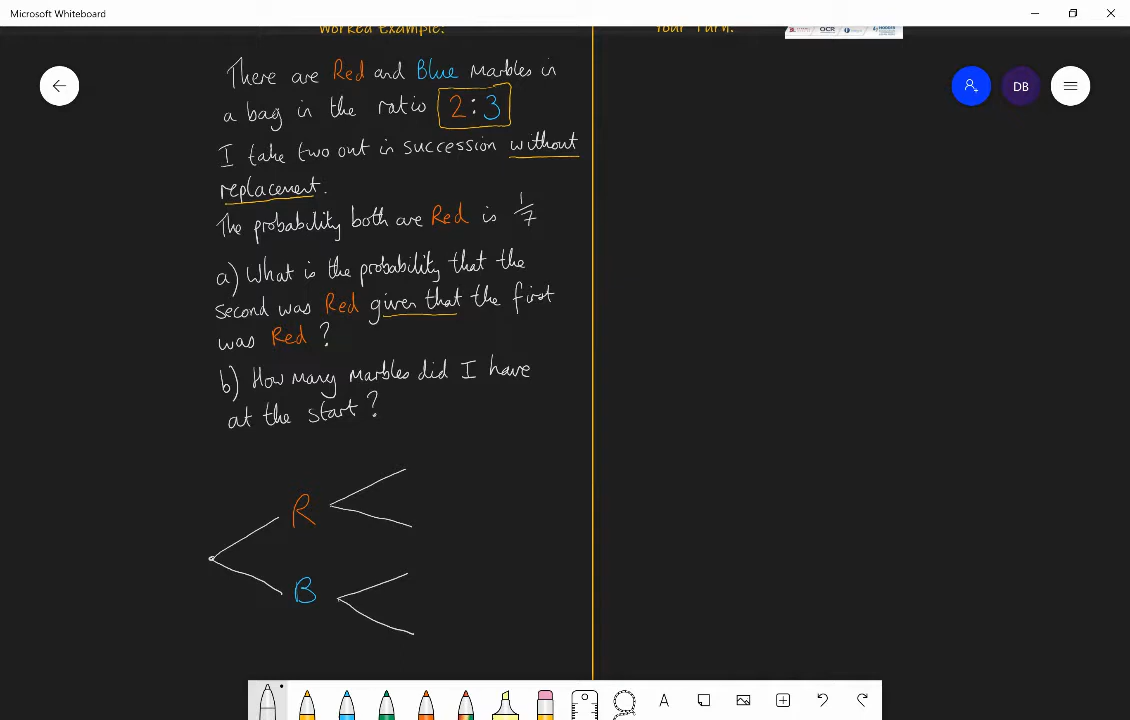 Microsoft Whiteboard
Worked Example:
Your Turn:
OCR
DB
There are Red and Blue Marbles in
a bag in the ratio 2:3
I take two out in succession without
replacement.
The probability both are Red is 1/7
a) What is the probability that the
second was Red given that the first
was Red?
b) How many marbles did I have
at the start?
R
B
A